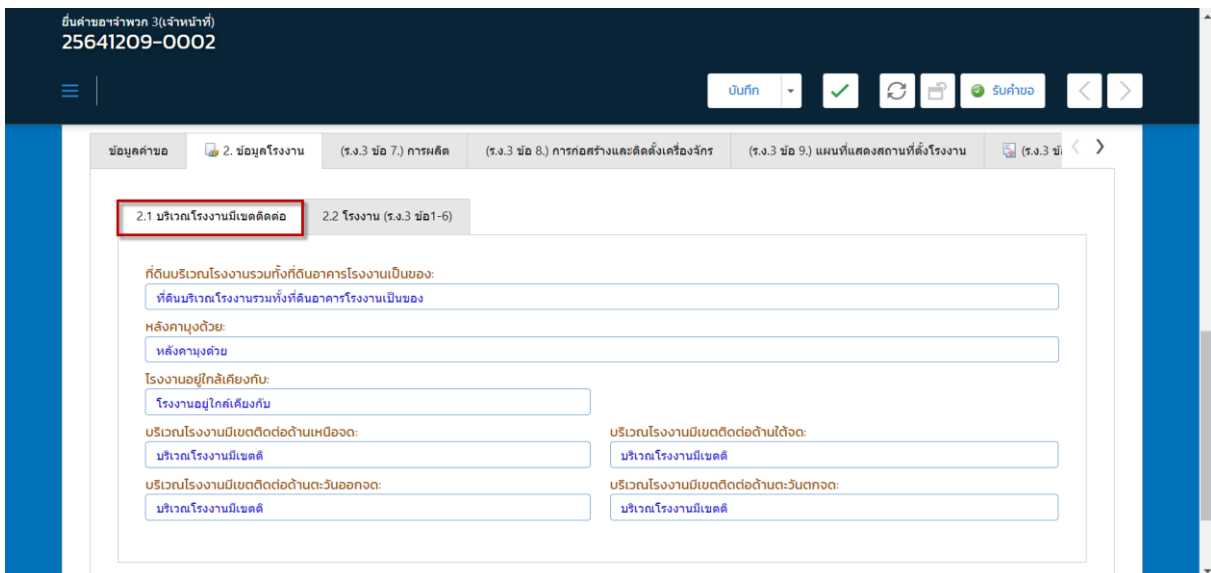 ยื่นคำขอฯจำพวก 3(เจ้าหน้าที่)
25641209-0002
บันทึก รับคำขอ
ข้อมูลคำขอ 2. ข้อมูลโรงงาน (ร.ง.3 ข้อ 7.) การผลิต (ร.ง.3 ข้อ 8.) การก่อสร้างและติดตั้งเครื่องจักร (ร.ง.3 ข้อ 9.) แผนที่แสดงสถานที่ตั้งโรงงาน (ร.ง.3
2.1 บริเวณโรงงานมีเขตติดต่อ 2.2 โรงงาน (ร.ง.3 ข้อ1-6)
ที่ดินบริเวณโรงงานรวมทั้งที่ดินอาคารโรงงานเป็นของ:
ที่ดินบริเวณโรงงานรวมทั้งที่ดินอาคารโรงงานเป็นของ
หลังคามุงด้วย:
หลังคามุงด้วย
โรงงานอยู่ใกล้เคียงกับ:
โรงงานอยู่ใกล้เคียงกับ
บริเวณโรงงานมีเขตติดต่อด้านเหนือจด: บริเวณโรงงานมีเขตติดต่อด้านใต้จด:
บริเวณโรงงานมีเขตติ บริเวณโรงงานมีเขตติ
บริเวณโรงงานมีเขตติดต่อด้านตะวันออกจด: บริเวณโรงงานมีเขตติดต่อด้านตะวันตกจด:
บริเวณโรงงานมีเขตติ บริเวณโรงงานมีเขตติ